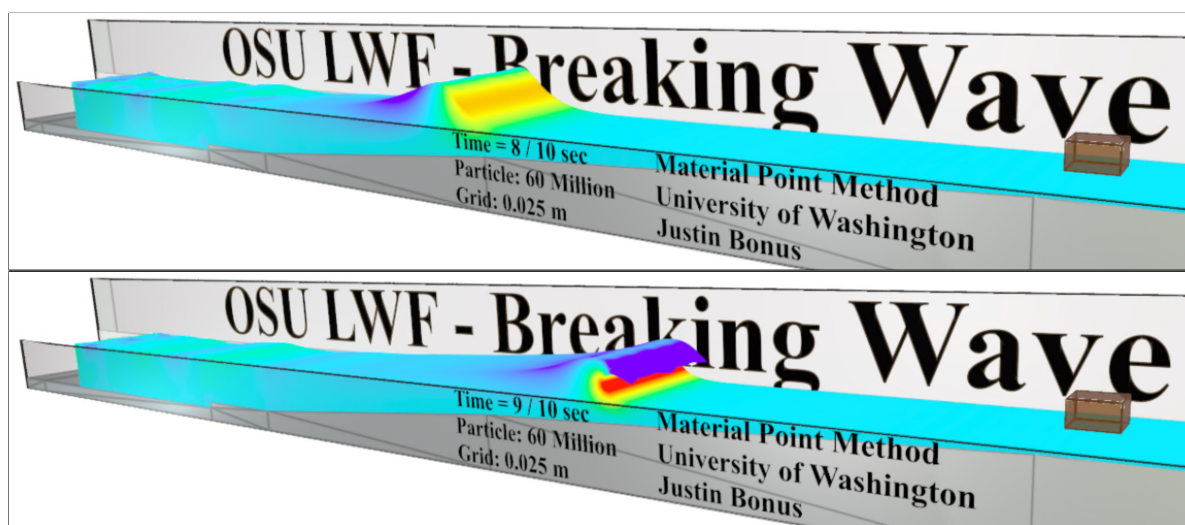 OSU LWF - Breaking Wave
Time = 8 / 10 sec
Particle: 60 Million
Grid: 0.025 m
Material Point Method
University of Washington
Justin Bonus
OSU LWF - Breaking Wave
Time = 9 / 10 sec
Particle: 60 Million
Grid: 0.025 m
Material Point Method
University of Washington
Justin Bonus